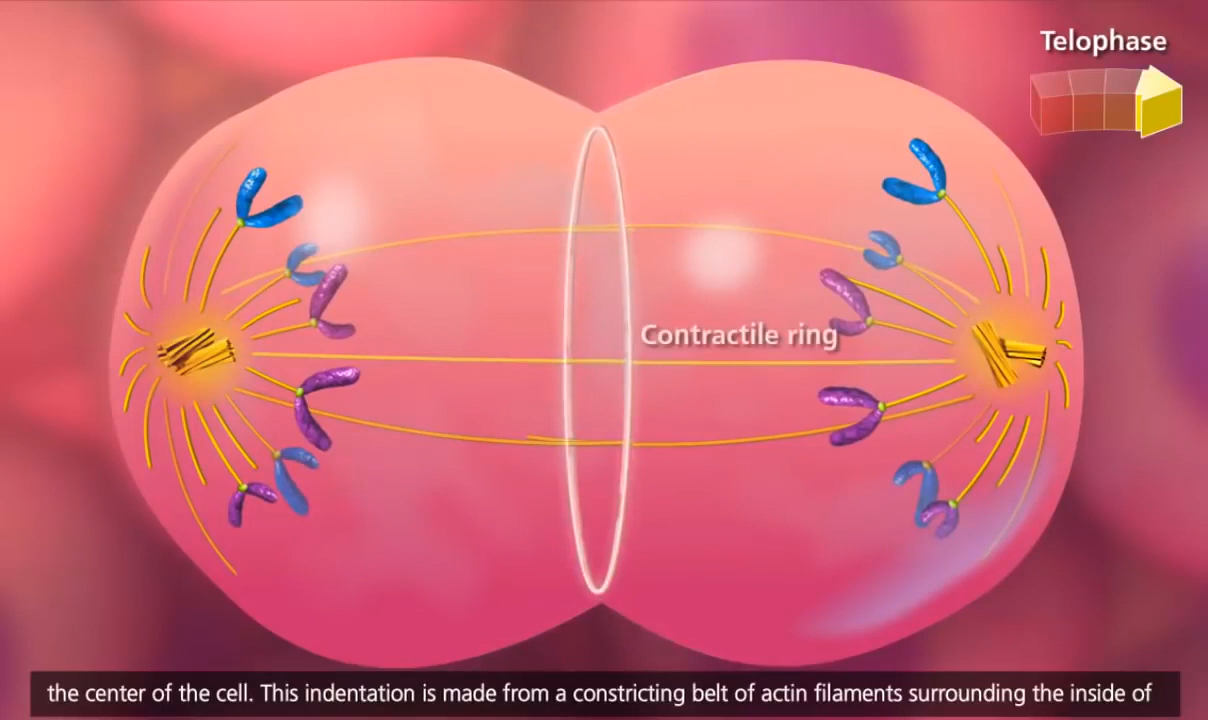 Telophase
Contractile ring
the center of the cell. This indentation is made from a constricting belt of actin filaments surrounding the inside of